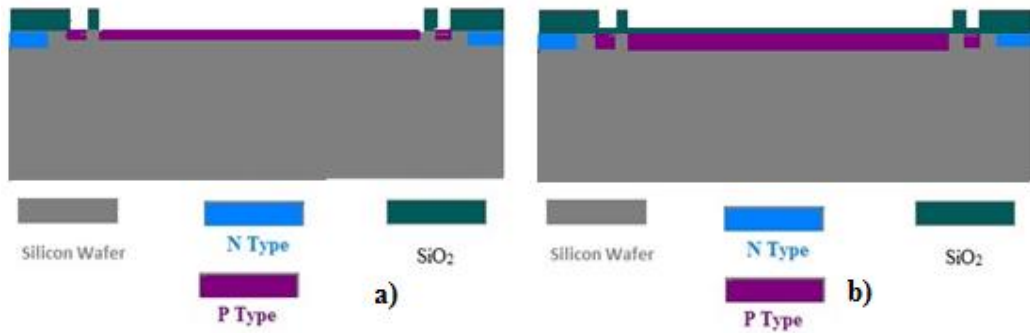 Silicon Wafer
N Type
SiO₂
P Type
a)
Silicon Wafer
N Type
SiO₂
P Type
b)